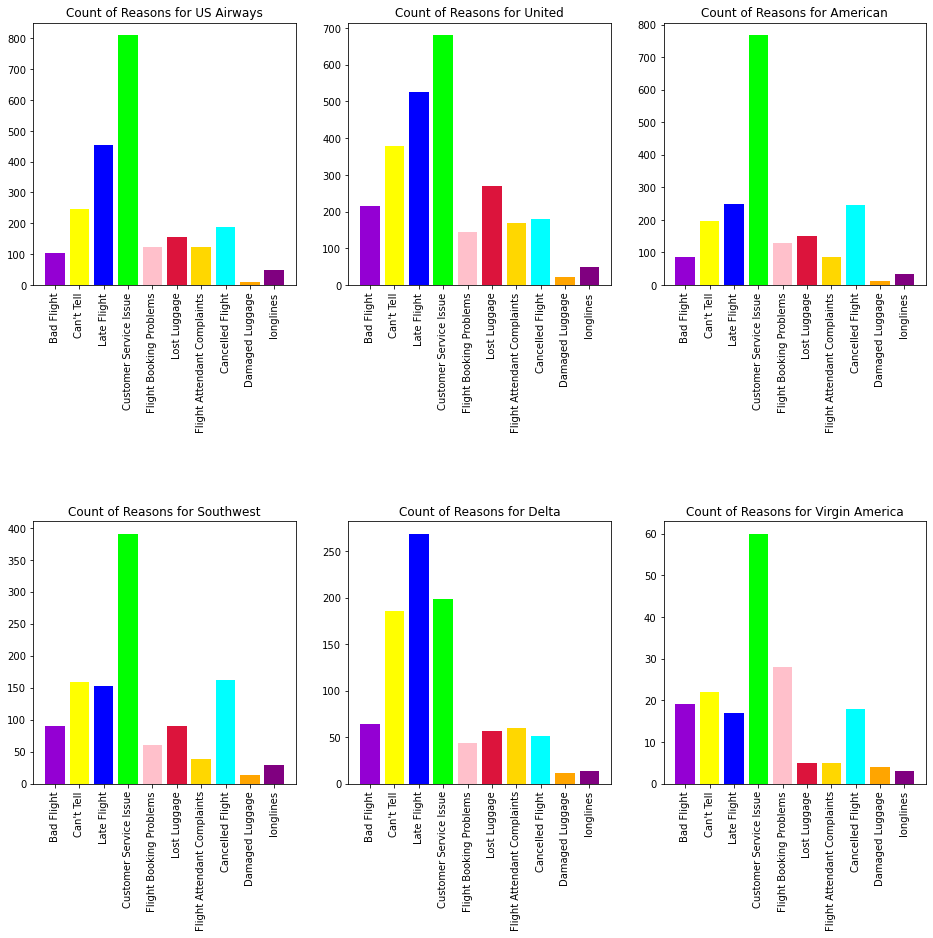 Count of Reasons for US Airways
800
700
600
500
400
300
200
100
0
Bad Flight
Can't Tell
Late Flight
Customer Service Issue
Flight Booking Problems
Lost Luggage
Flight Attendant Complaints
Cancelled Flight
Damaged Luggage
longlines
Count of Reasons for United
700
600
500
400
300
200
100
0
Bad Flight
Can't Tell
Late Flight
Customer Service Issue
Flight Booking Problems
Lost Luggage
Flight Attendant Complaints
Cancelled Flight
Damaged Luggage
longlines
Count of Reasons for American
800
700
600
500
400
300
200
100
0
Bad Flight
Can't Tell
Late Flight
Customer Service Issue
Flight Booking Problems
Lost Luggage
Flight Attendant Complaints
Cancelled Flight
Damaged Luggage
longlines
Count of Reasons for Southwest
400
350
300
250
200
150
100
50
0
Bad Flight
Can't Tell
Late Flight
Customer Service Issue
Flight Booking Problems
Lost Luggage
Flight Attendant Complaints
Cancelled Flight
Damaged Luggage
longlines
Count of Reasons for Delta
250
200
150
100
50
0
Bad Flight
Can't Tell
Late Flight
Customer Service Issue
Flight Booking Problems
Lost Luggage
Flight Attendant Complaints
Cancelled Flight
Damaged Luggage
longlines
Count of Reasons for Virgin America
60
50
40
30
20
10
0
Bad Flight
Can't Tell
Late Flight
Customer Service Issue
Flight Booking Problems
Lost Luggage
Flight Attendant Complaints
Cancelled Flight
Damaged Luggage
longlines